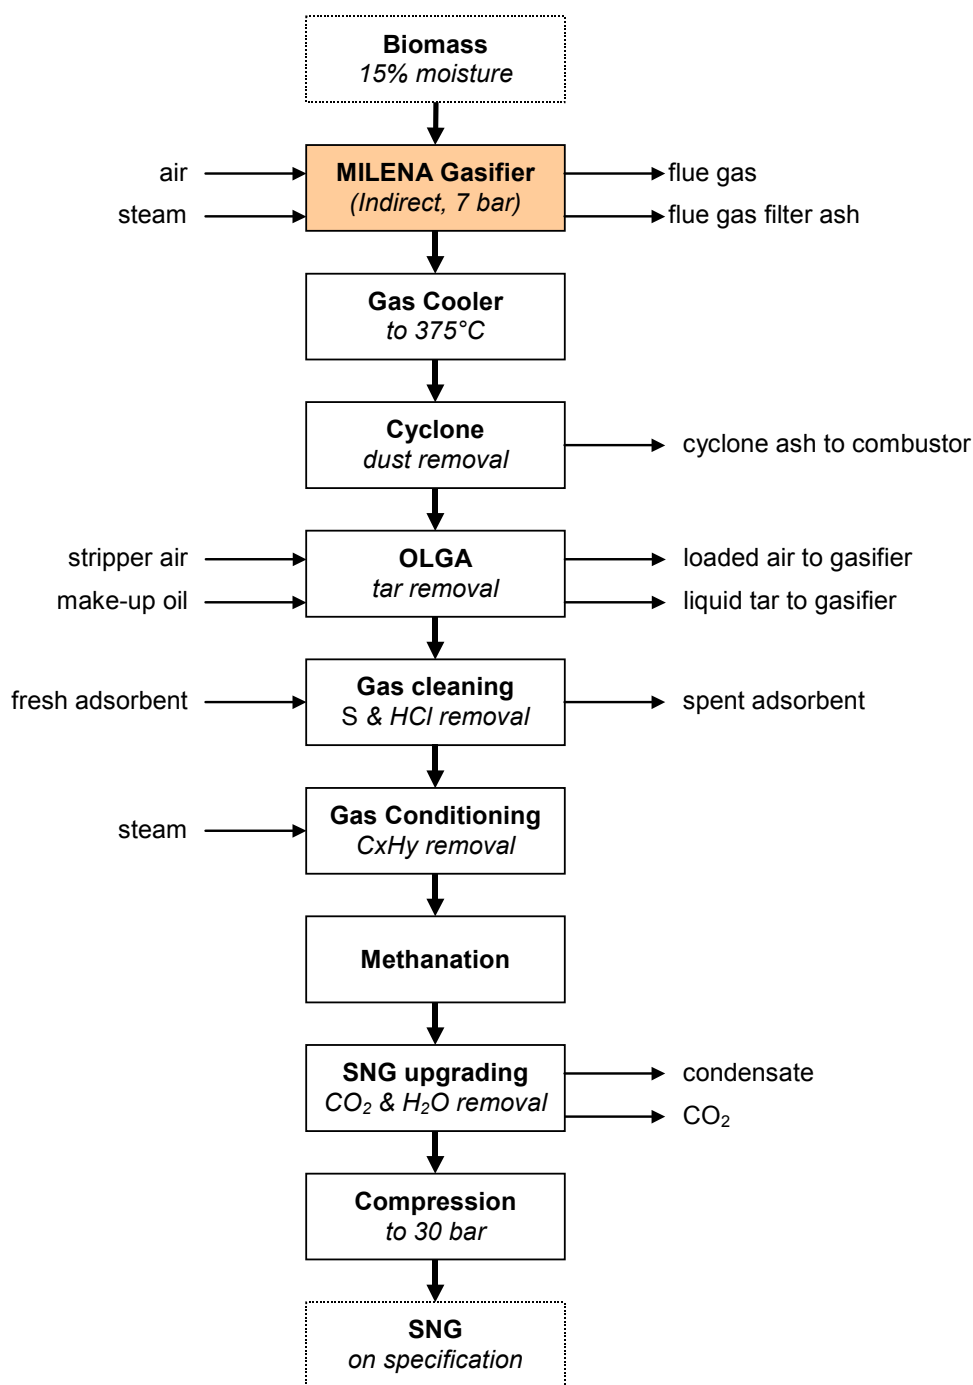 Biomass
15% moisture
air
MILENA Gasifier
flue gas
steam
(Indirect, 7 bar)
flue gas filter ash
Gas Cooler
to 375°C
Cyclone
dust removal
cyclone ash to combustor
stripper air
OLGA
loaded air to gasifier
make-up oil
tar removal
liquid tar to gasifier
fresh adsorbent
Gas cleaning
S & HCl removal
spent adsorbent
steam
Gas Conditioning
CxHy removal
Methanation
SNG upgrading
condensate
CO₂ & H₂O removal
CO₂
Compression
to 30 bar
SNG
on specification